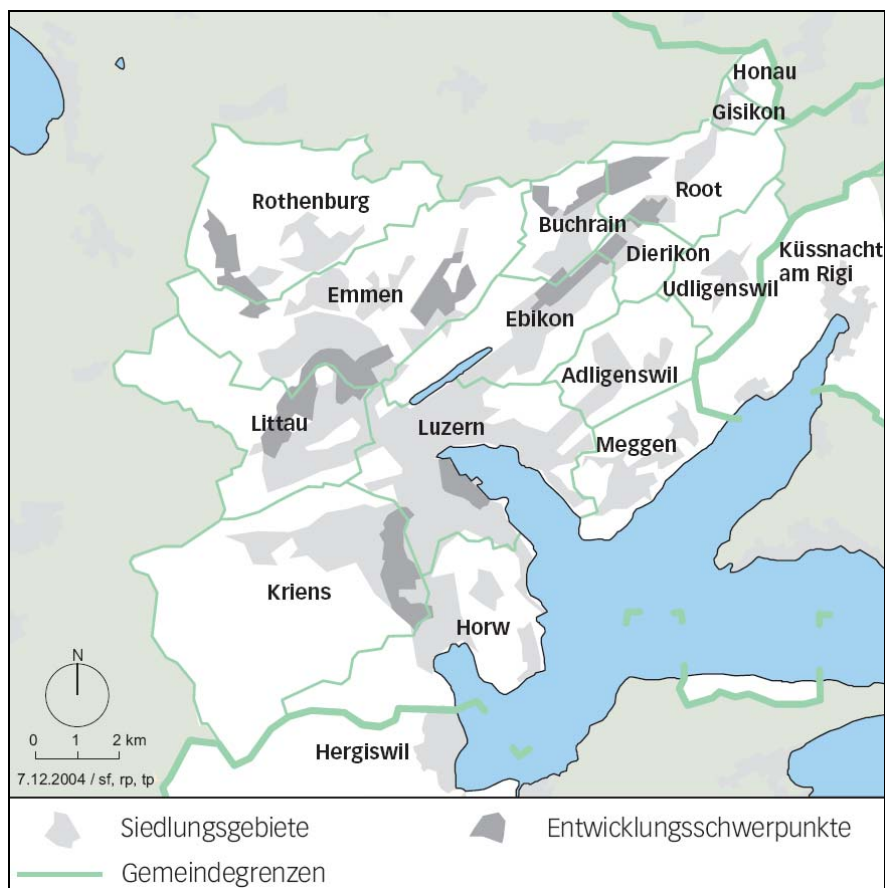 Honau
Gisikon
Rothenburg
Root
Buchrain
Dierikon
Küssnacht
am Rigi
Udligenswil
Emmen
Ebikon
Adligenswil
Littau
Luzern
Meggen
Kriens
Horw
N
0 1 2 km
Hergiswil
7.12.2004 / sf, rp, tp
Siedlungsgebiete
Entwicklungsschwerpunkte
Gemeindegrenzen